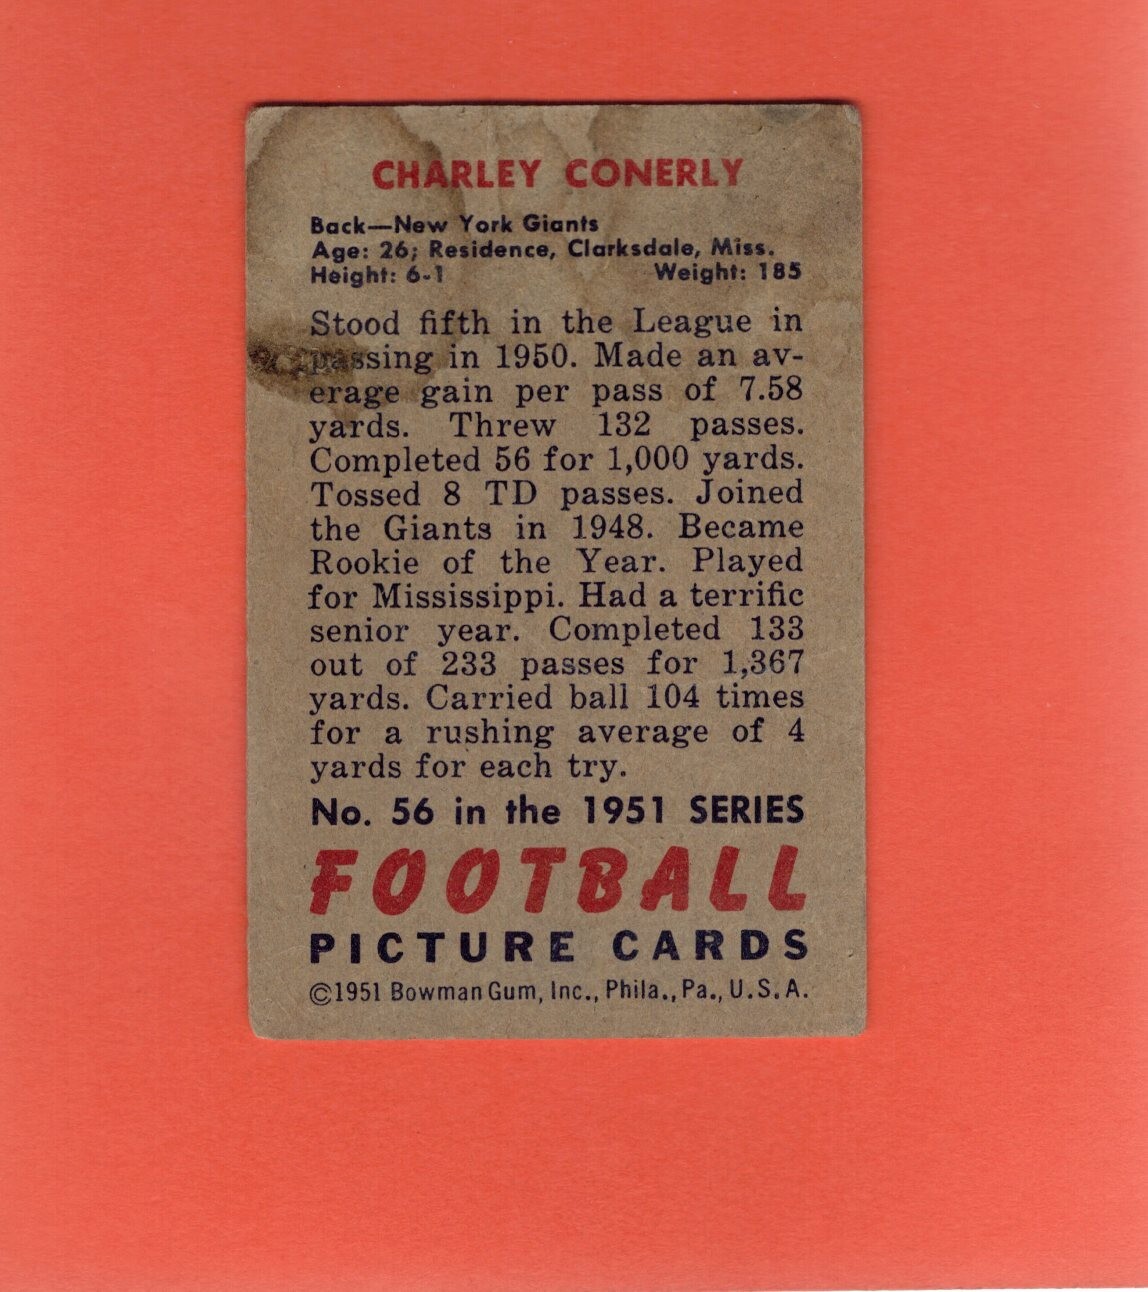 CHARLEY CONERLY
Back—New York Giants
Age: 26; Residence, Clarksdale, Miss.
Height: 6-1 Weight: 185
Stood fifth in the League in
passing in 1950. Made an av-
erage gain per pass of 7.58
yards. Threw 132 passes.
Completed 56 for 1,000 yards.
Tossed 8 TD passes. Joined
the Giants in 1948. Became
Rookie of the Year. Played
for Mississippi. Had a terrific
senior year. Completed 133
out of 233 passes for 1,367
yards. Carried ball 104 times
for a rushing average of 4
yards for each try.
No. 56 in the 1951 SERIES
FOOTBALL
PICTURE CARDS
©1951 Bowman Gum, Inc., Phila., Pa., U.S.A.